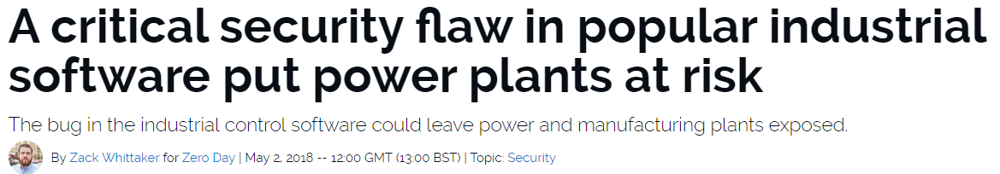 A critical security flaw in popular industrial
software put power plants at risk
The bug in the industrial control software could leave power and manufacturing plants exposed.
By Zack Whittaker for Zero Day | May 2, 2018 -- 12:00 GMT (13:00 BST) | Topic: Security